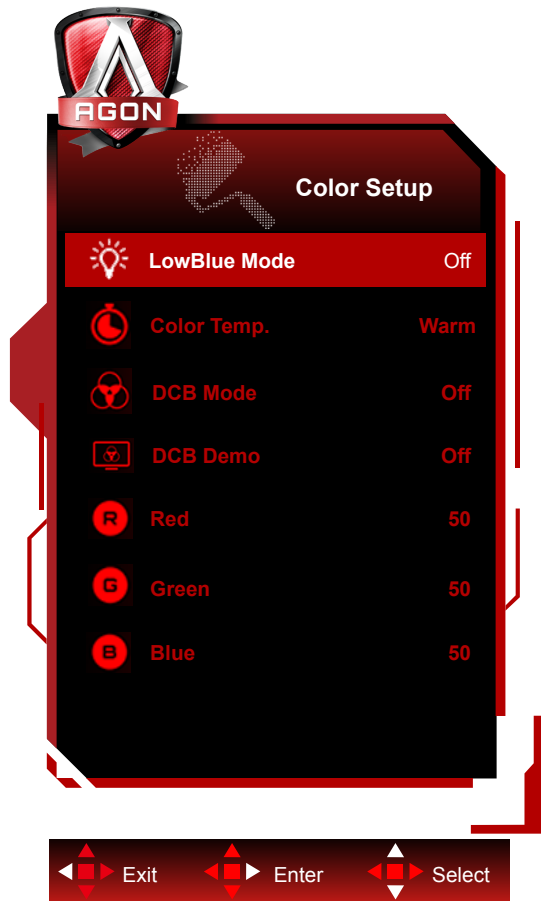 AGON
Color Setup
LowBlue Mode Off
Color Temp. Warm
DCB Mode Off
DCB Demo Off
R Red 50
G Green 50
B Blue 50
Exit Enter Select